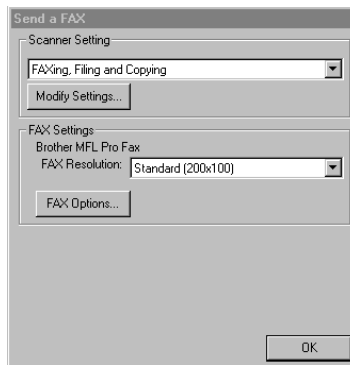 Send a FAX
Scanner Setting
FAXing, Filing and Copying
Modify Settings...
FAX Settings
Brother MFL Pro Fax
FAX Resolution: Standard (200x100)
FAX Options...
OK